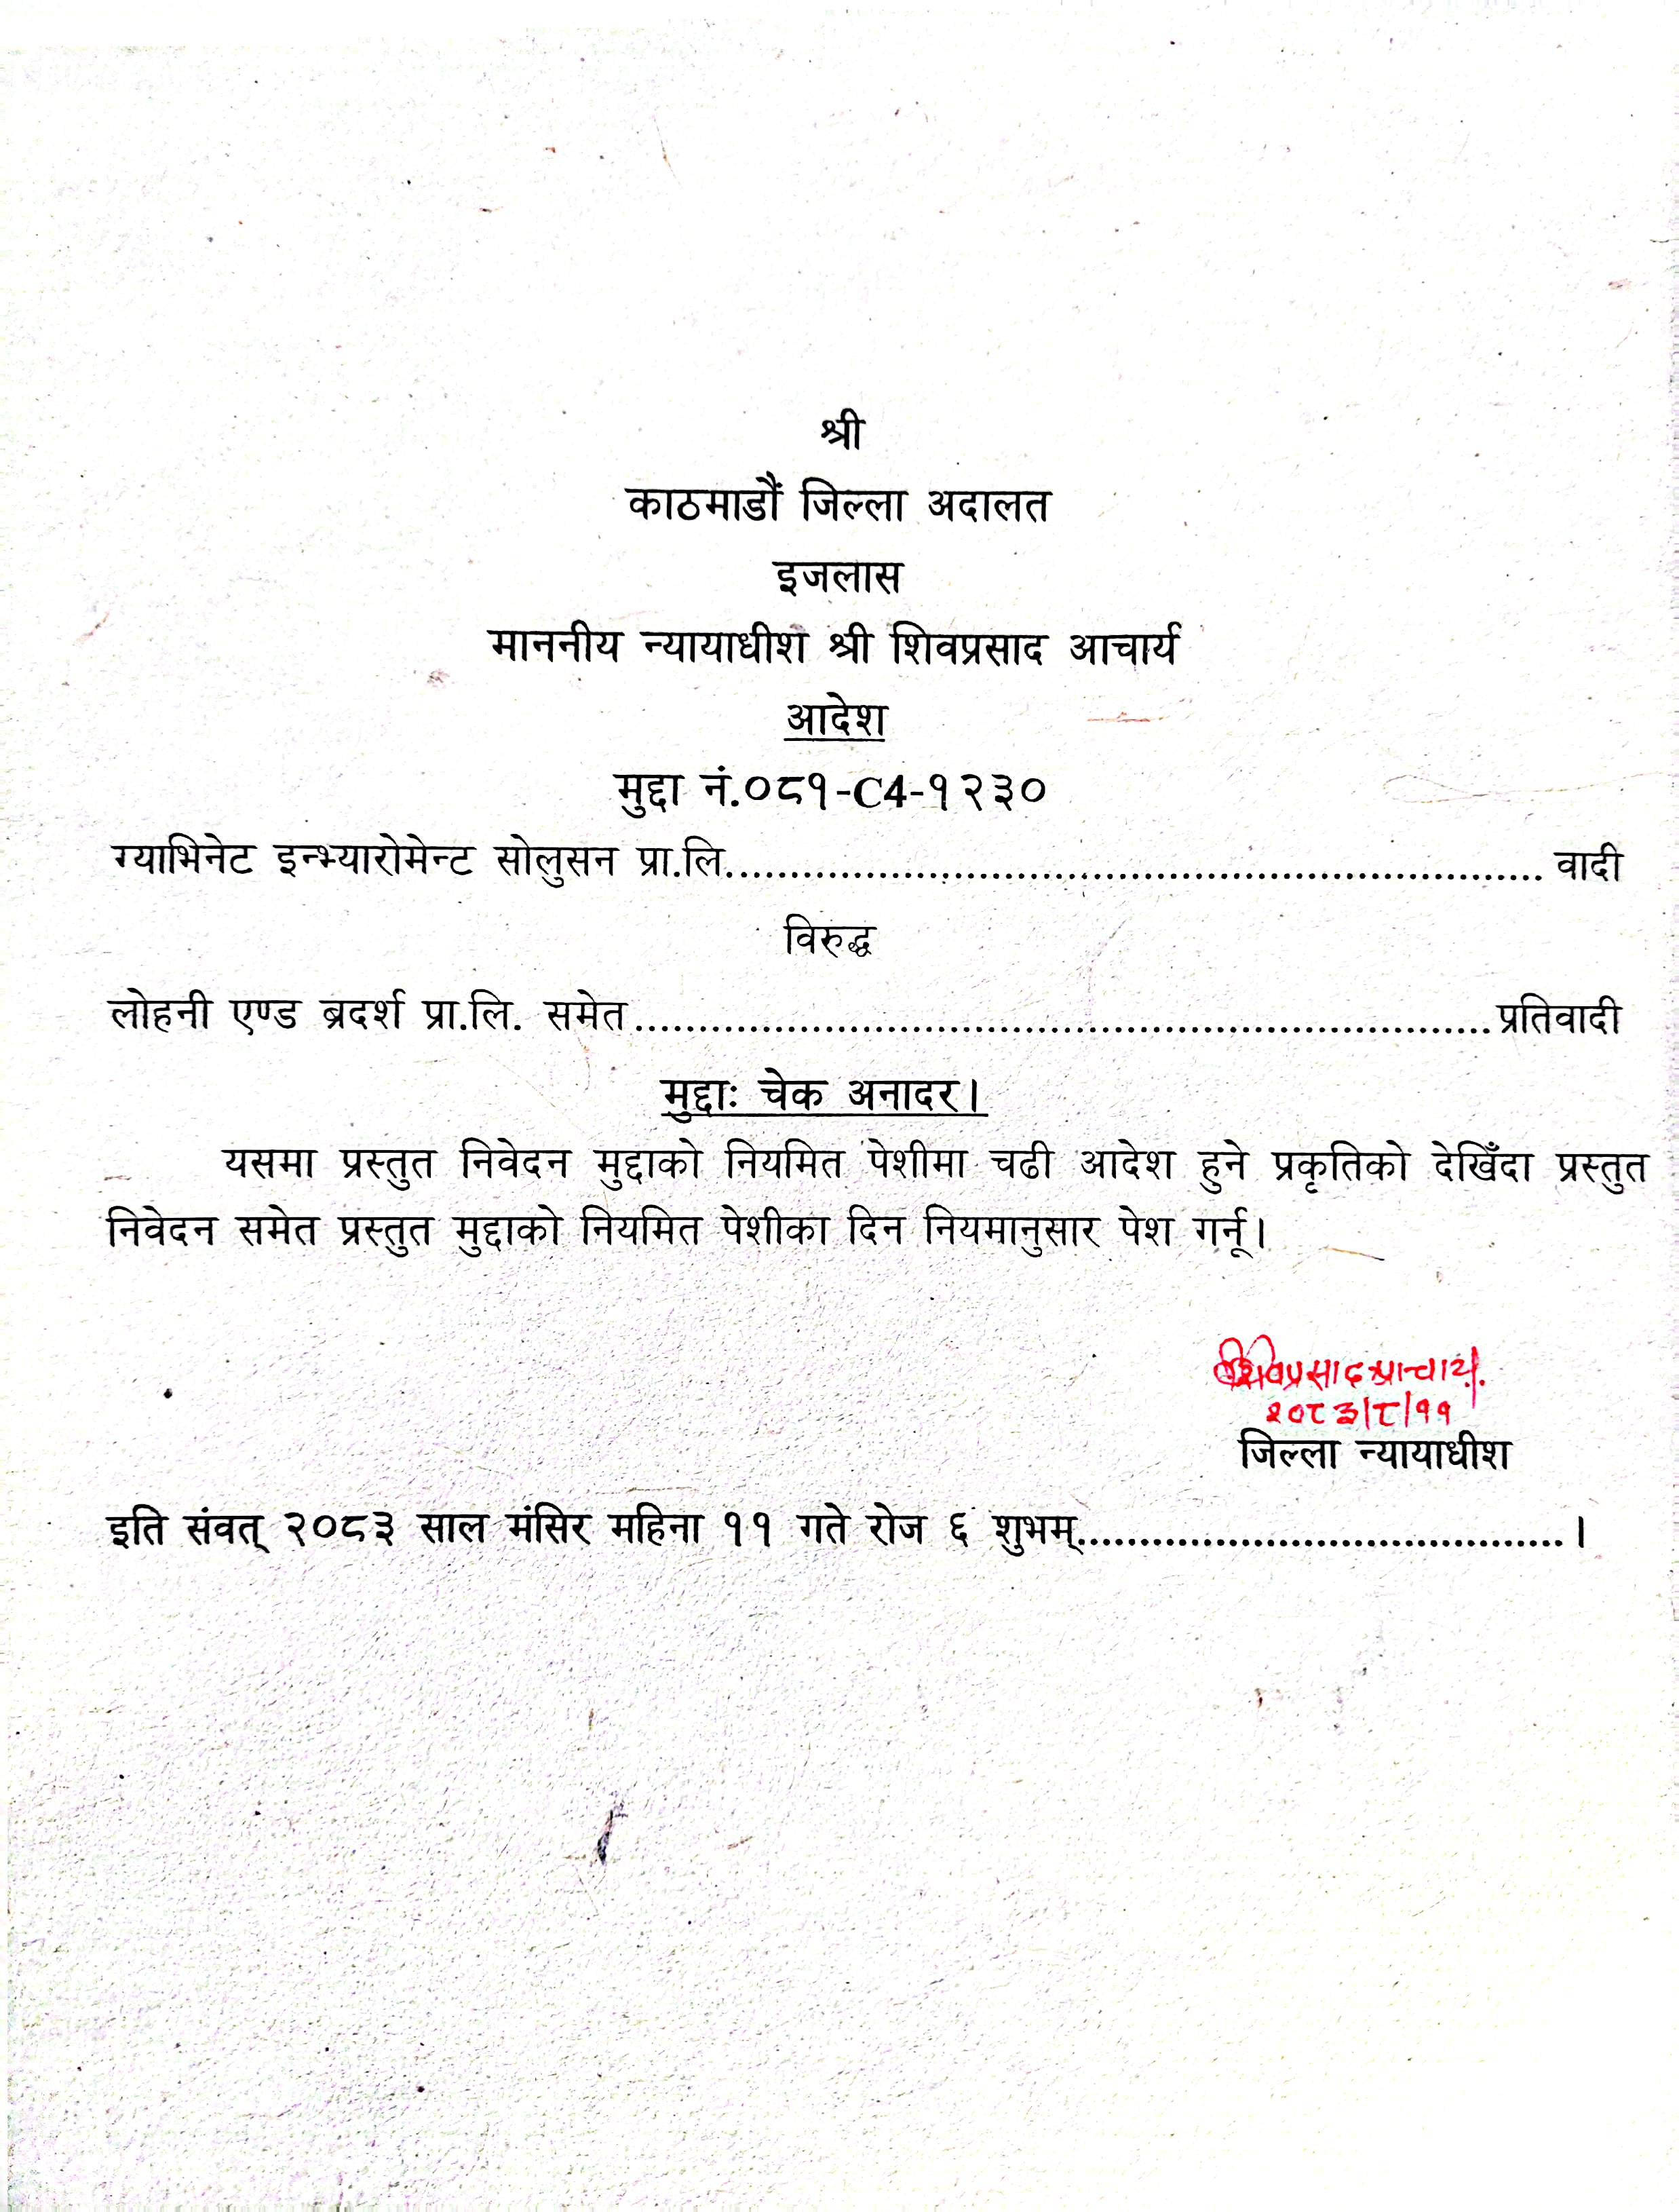 श्री
काठमाडौं जिल्ला अदालत
इजलास
माननीय न्यायाधीश श्री शिवप्रसाद आचार्य
आदेश
मुद्दा नं.०८१-C4-१२३०
ग्याभिनेट इन्भ्यारोमेन्ट सोलुसन प्रा.लि............................................................................ वादी
विरुद्ध
लोहनी एण्ड ब्रदर्श प्रा.लि. समेत................................................................................प्रतिवादी
मुद्दाः चेक अनादर।
यसमा प्रस्तुत निवेदन मुद्दाको नियमित पेशीमा चढी आदेश हुने प्रकृतिको देखिँदा प्रस्तुत
निवेदन समेत प्रस्तुत मुद्दाको नियमित पेशीका दिन नियमानुसार पेश गर्नू।
शिवप्रसाद आचार्य
२०८३/८/११
जिल्ला न्यायाधीश
इति संवत् २०८३ साल मंसिर महिना ११ गते रोज ६ शुभम्.......................................।